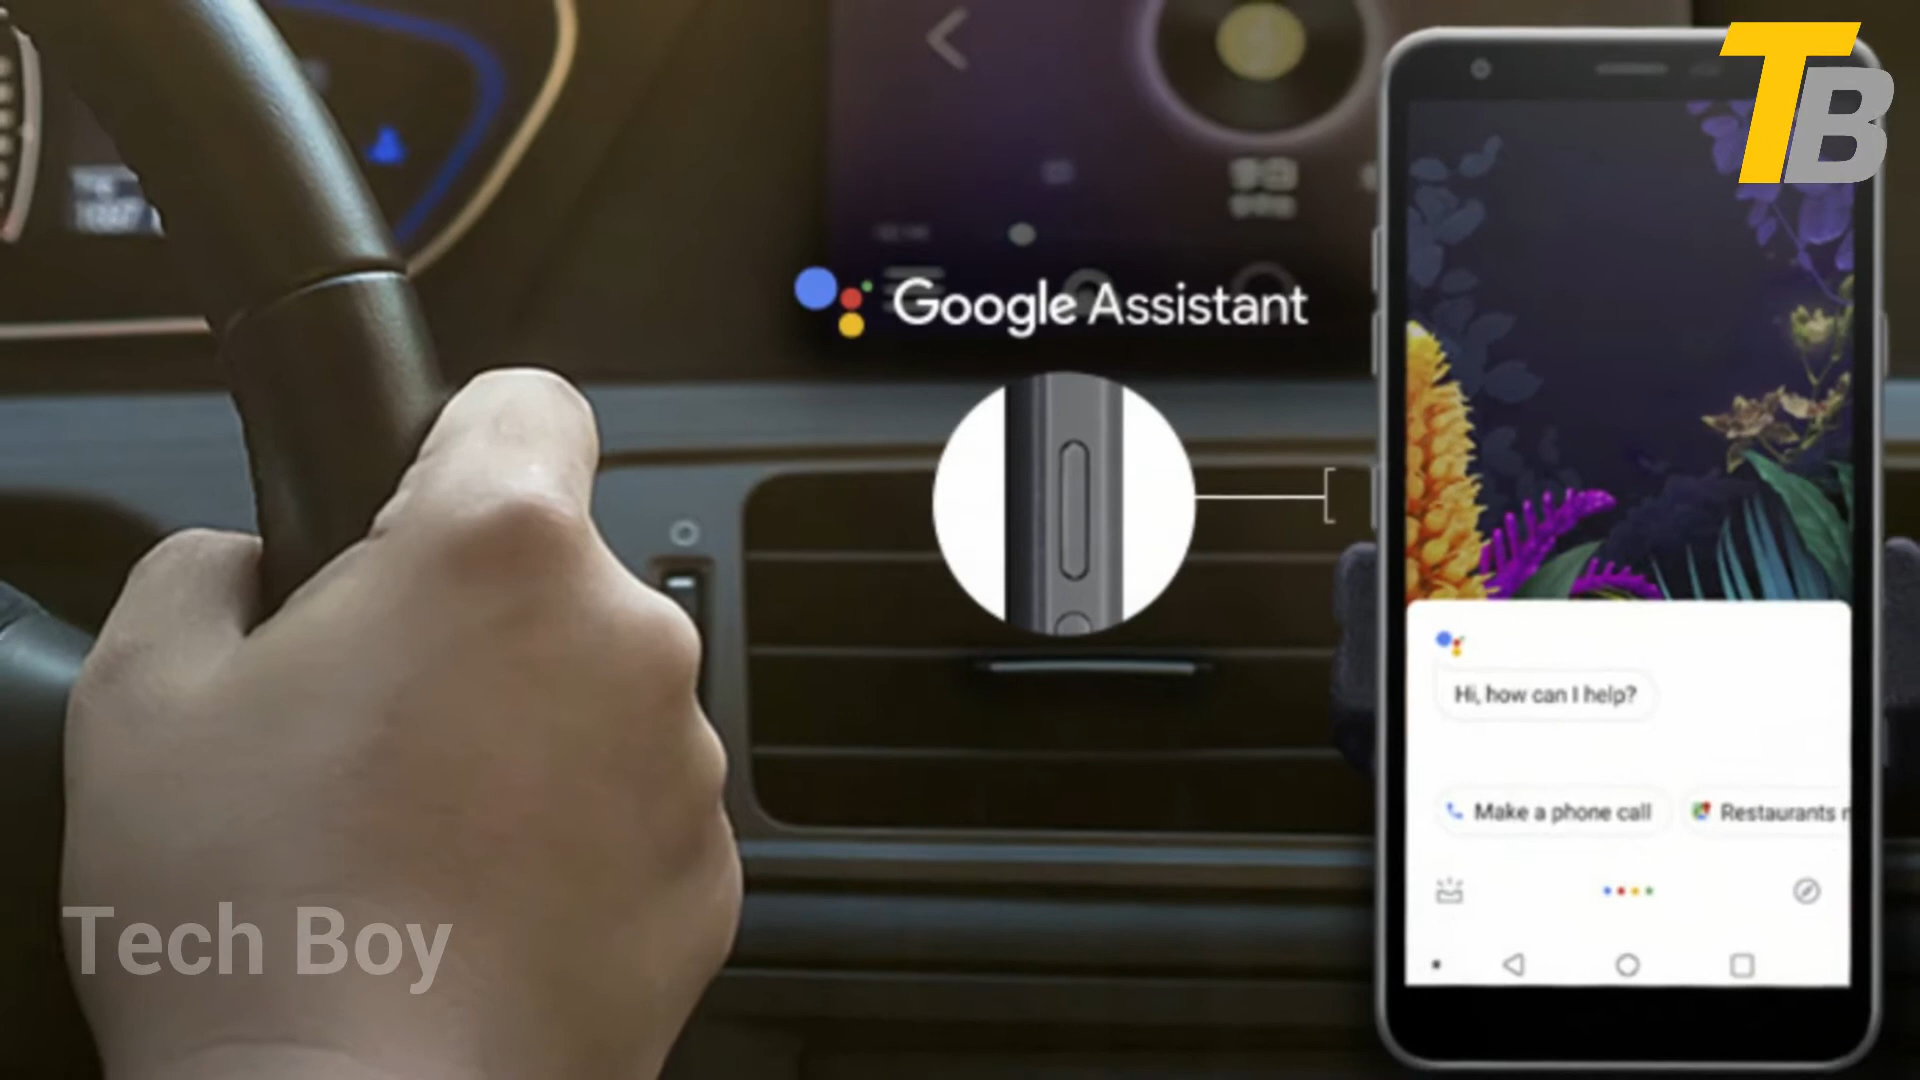 TB
Google Assistant
Hi, how can I help?
Make a phone call
Restaurants
Tech Boy